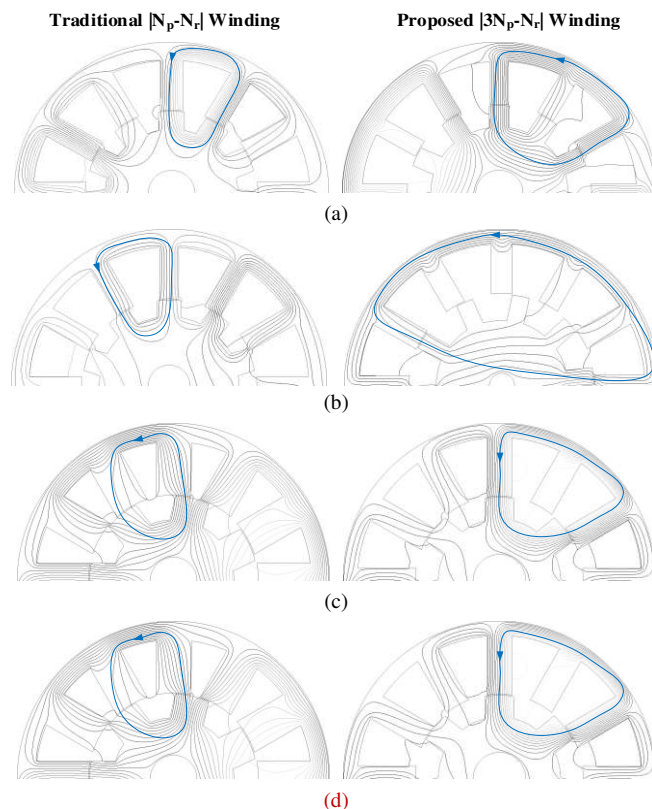 Traditional |Np-Nr| Winding
Proposed |3Np-Nr| Winding
(a)
(b)
(c)
(d)